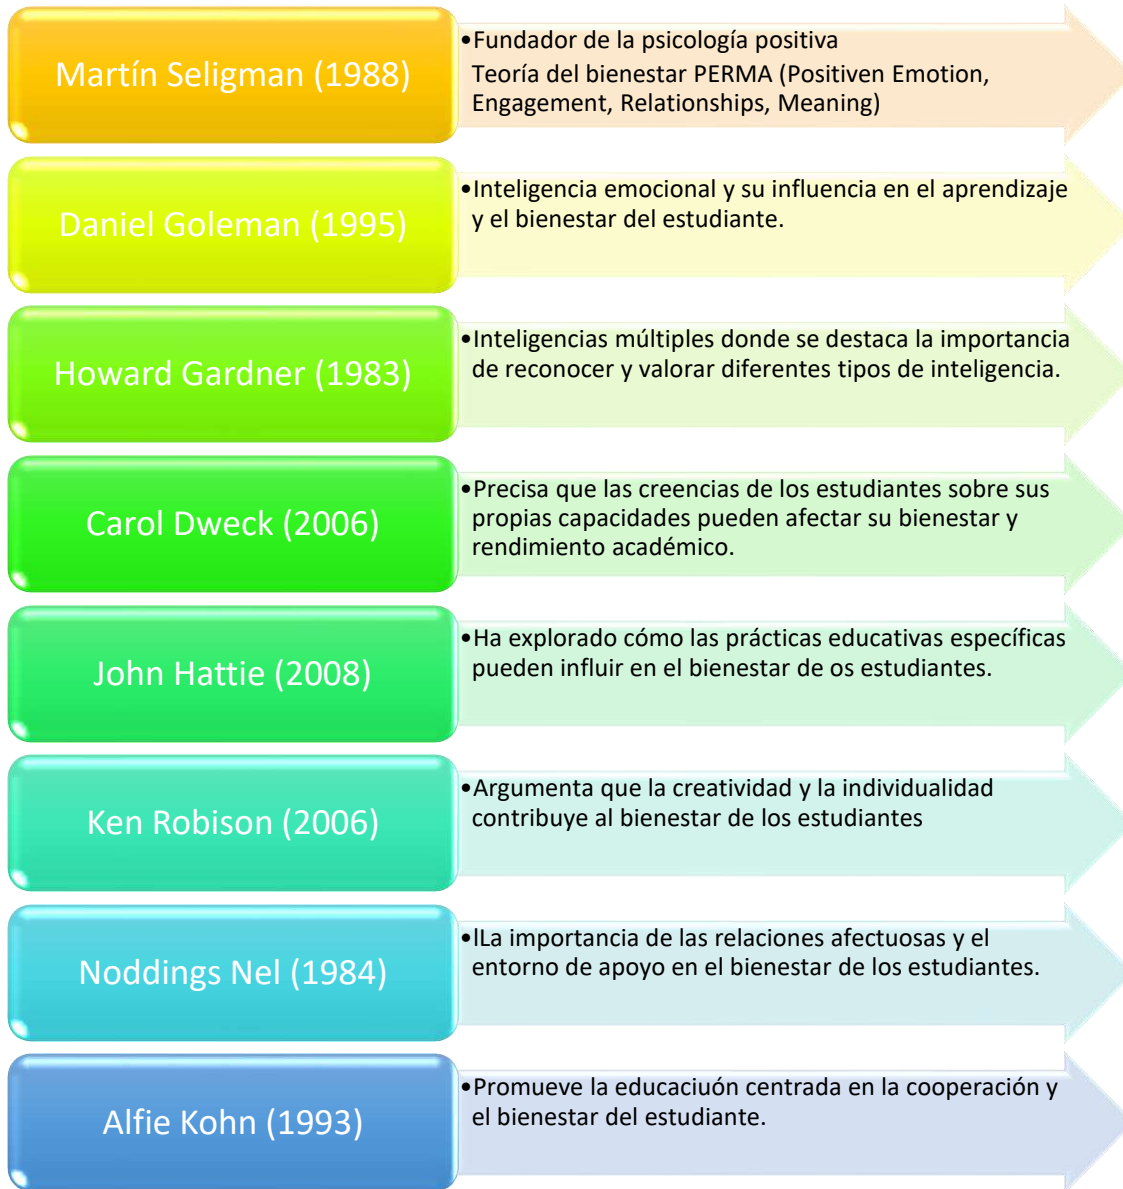 Martín Seligman (1988)
•Fundador de la psicología positiva
Teoría del bienestar PERMA (Positiven Emotion,
Engagement, Relationships, Meaning)
Daniel Goleman (1995)
•Inteligencia emocional y su influencia en el aprendizaje
y el bienestar del estudiante.
Howard Gardner (1983)
•Inteligencias múltiples donde se destaca la importancia
de reconocer y valorar diferentes tipos de inteligencia.
Carol Dweck (2006)
•Precisa que las creencias de los estudiantes sobre sus
propias capacidades pueden afectar su bienestar y
rendimiento académico.
John Hattie (2008)
•Ha explorado cómo las prácticas educativas específicas
pueden influir en el bienestar de os estudiantes.
Ken Robison (2006)
•Argumenta que la creatividad y la individualidad
contribuye al bienestar de los estudiantes
Noddings Nel (1984)
•lLa importancia de las relaciones afectuosas y el
entorno de apoyo en el bienestar de los estudiantes.
Alfie Kohn (1993)
•Promueve la educaciuón centrada en la cooperación y
el bienestar del estudiante.